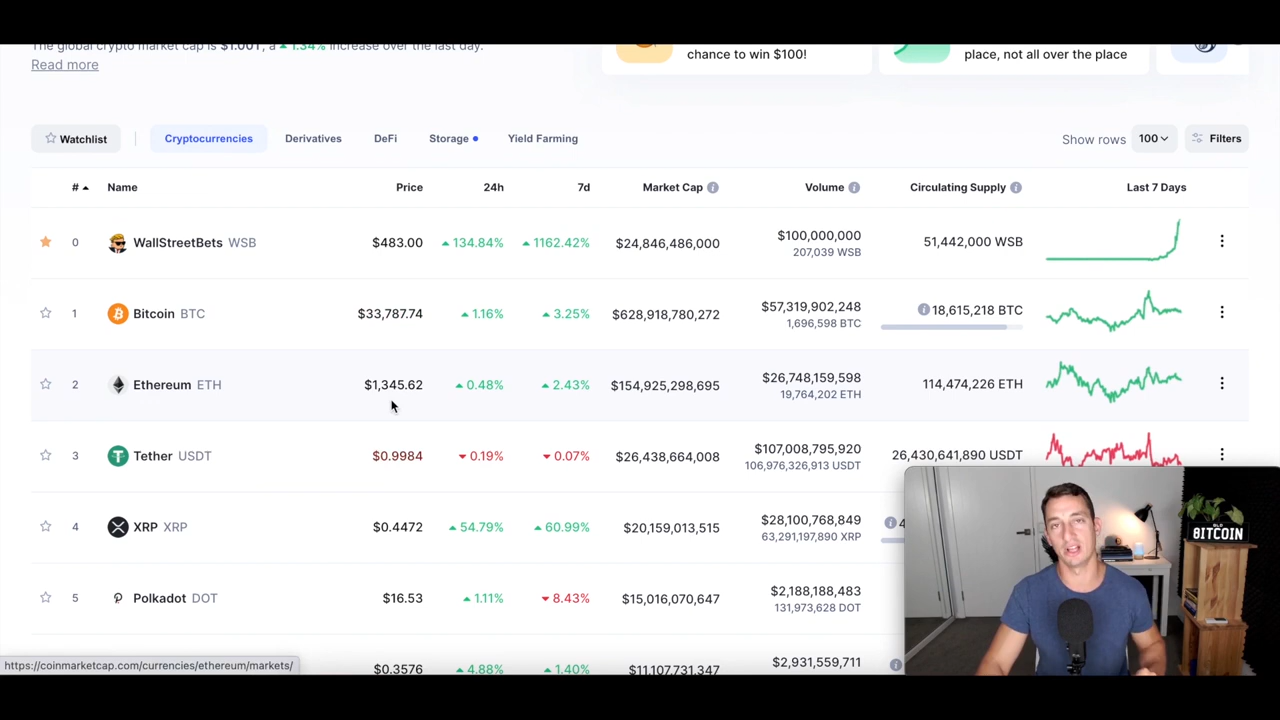 The global crypto market cap is $1.00T, a 1.34% increase over the last day.
Read more
chance to win $100!
place, not all over the place
Watchlist
Cryptocurrencies
Derivatives
DeFi
Storage
Yield Farming
Show rows
100
Filters
# Name Price 24h 7d Market Cap Volume Circulating Supply Last 7 Days
0 WallStreetBets WSB $483.00 134.84% 1162.42% $24,846,486,000 $100,000,000 51,442,000 WSB
207,039 WSB
1 Bitcoin BTC $33,787.74 1.16% 3.25% $628,918,780,272 $57,319,902,248 18,615,218 BTC
1,696,598 BTC
2 Ethereum ETH $1,345.62 0.48% 2.43% $154,925,298,695 $26,748,159,598 114,474,226 ETH
19,764,202 ETH
3 Tether USDT $0.9984 0.19% 0.07% $26,438,664,008 $107,008,795,920 26,430,641,890 USDT
106,976,326,913 USDT
4 XRP XRP $0.4472 54.79% 60.99% $20,159,013,515 $28,100,768,849
63,291,197,890 XRP
5 Polkadot DOT $16.53 1.11% 8.43% $15,016,070,647 $2,188,188,483
131,973,628 DOT
$0.3576 4.88% 1.40% $11,107,731,347 $2,931,559,711
https://coinmarketcap.com/currencies/ethereum/markets/
BITCOIN